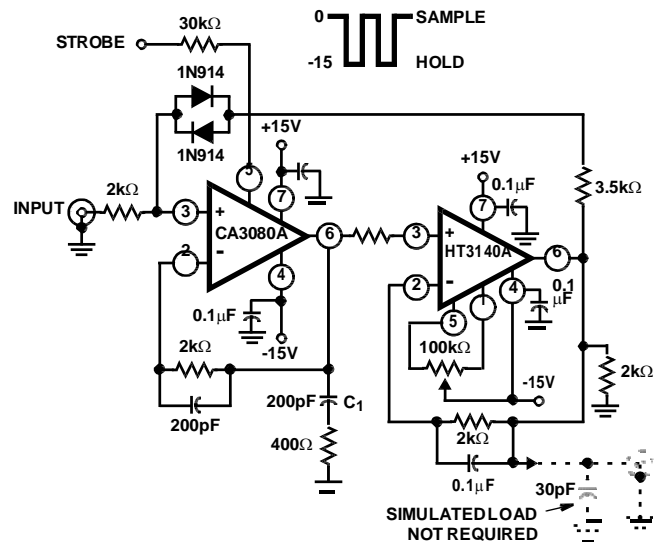 0
SAMPLE
-15
HOLD
30kΩ
STROBE
1N914
1N914
+15V
5
7
2kΩ
INPUT
3
+
CA3080A
6
2
-
4
0.1μF
-15V
2kΩ
200pF
200pF
C1
400Ω
+15V
0.1μF
7
3
+
HT3140A
6
2
-
4
0.1
μF
5
100kΩ
-15V
3.5kΩ
2kΩ
2kΩ
0.1μF
30pF
SIMULATED LOAD
NOT REQUIRED